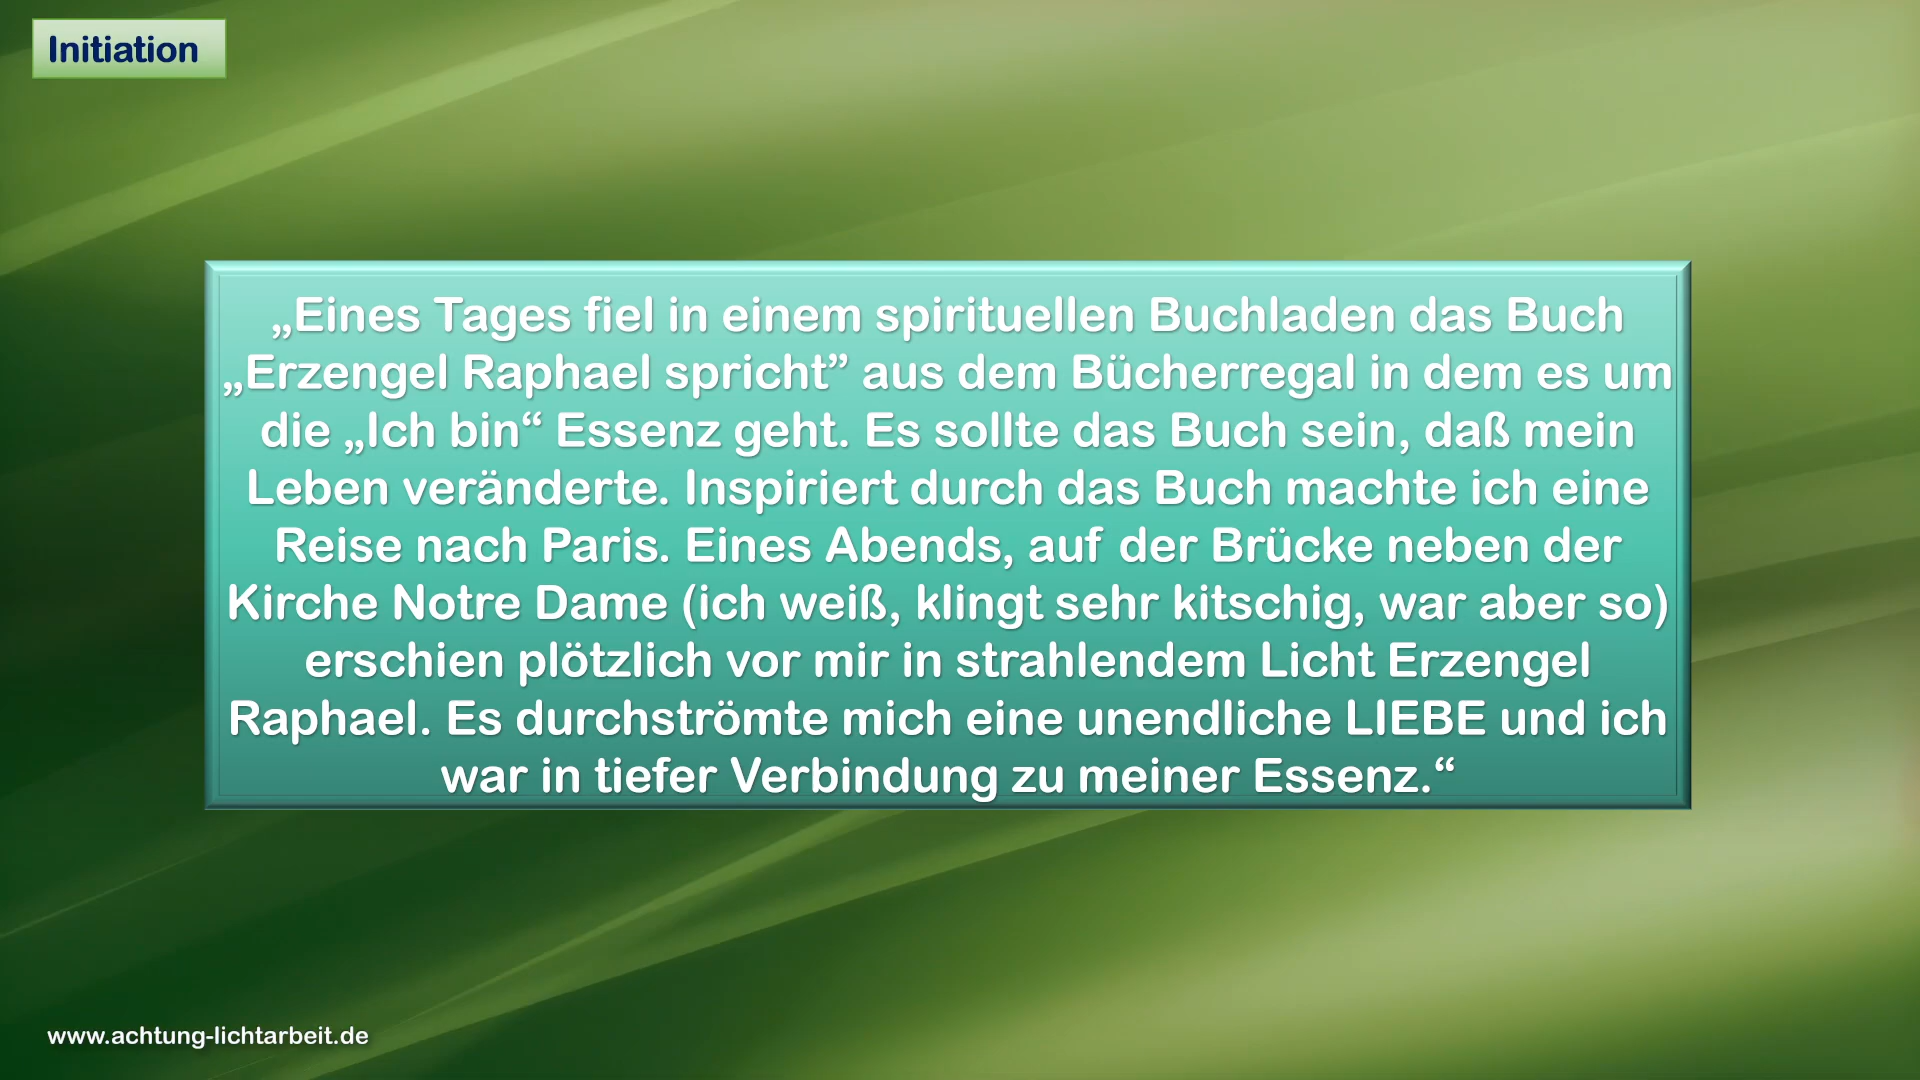 Initiation
„Eines Tages fiel in einem spirituellen Buchladen das Buch
„Erzengel Raphael spricht” aus dem Bücherregal in dem es um
die „Ich bin“ Essenz geht. Es sollte das Buch sein, daß mein
Leben veränderte. Inspiriert durch das Buch machte ich eine
Reise nach Paris. Eines Abends, auf der Brücke neben der
Kirche Notre Dame (ich weiß, klingt sehr kitschig, war aber so)
erschien plötzlich vor mir in strahlendem Licht Erzengel
Raphael. Es durchströmte mich eine unendliche LIEBE und ich
war in tiefer Verbindung zu meiner Essenz.“
www.achtung-lichtarbeit.de